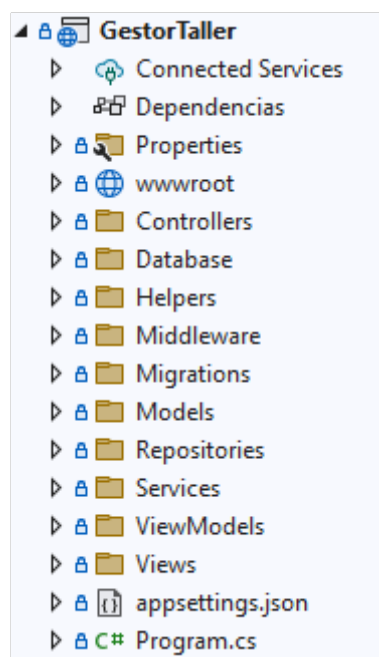 GestorTaller
Connected Services
Dependencias
Properties
wwwroot
Controllers
Database
Helpers
Middleware
Migrations
Models
Repositories
Services
ViewModels
Views
appsettings.json
C# Program.cs